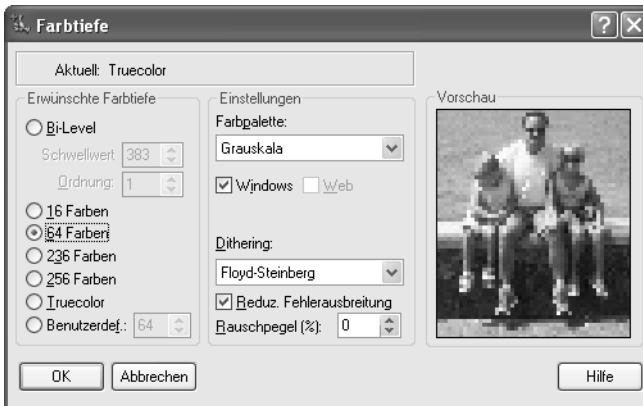 Farbtiefe
Aktuell: Truecolor
Erwünschte Farbtiefe
Bi-Level
Schwellwert 383
Ordnung: 1
16 Farben
64 Farben
236 Farben
256 Farben
Truecolor
Benutzerdef.: 64
Einstellungen
Farbpalette:
Grauskala
Windows Web
Dithering:
Floyd-Steinberg
Reduz. Fehlerausbreitung
Rauschpegel (%): 0
Vorschau
OK Abbrechen Hilfe